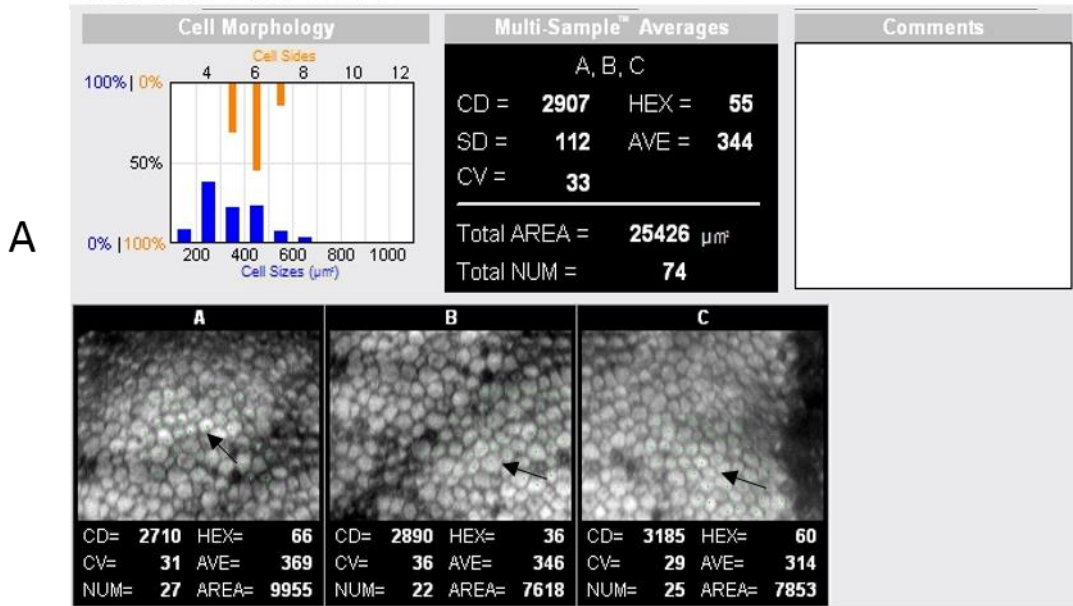 Cell Morphology
Multi-Sample™ Averages
Comments
Cell Sides
4 6 8 10 12
100% | 0%
50%
0% | 100%
200 400 600 800 1000
Cell Sizes (µm²)
A, B, C
CD = 2907 HEX = 55
SD = 112 AVE = 344
CV = 33
Total AREA = 25426 µm²
Total NUM = 74
A
A
CD= 2710 HEX= 66
CV= 31 AVE= 369
NUM= 27 AREA= 9955
B
CD= 2890 HEX= 36
CV= 36 AVE= 346
NUM= 22 AREA= 7618
C
CD= 3185 HEX= 60
CV= 29 AVE= 314
NUM= 25 AREA= 7853